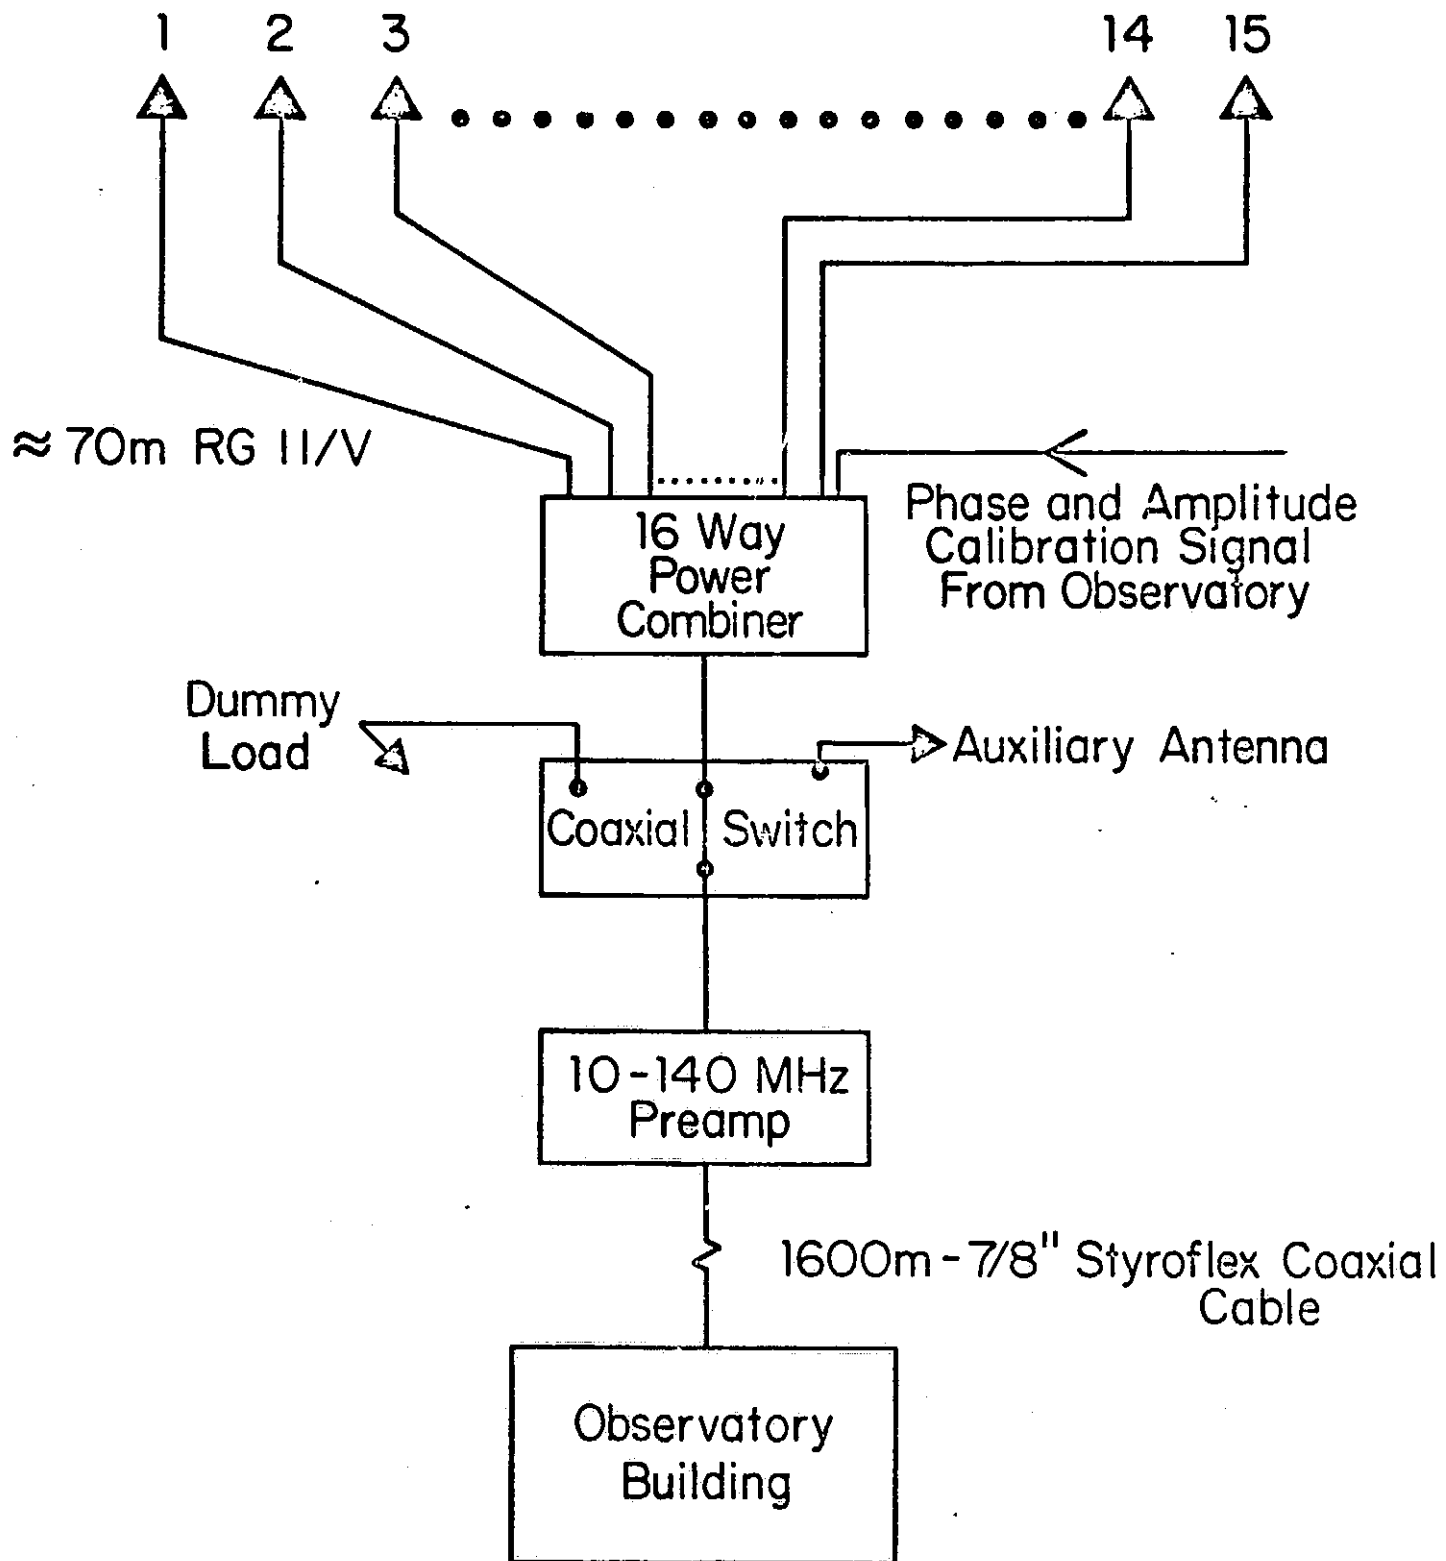 1 2 3 14 15
≈ 70m RG 11/V
Phase and Amplitude
Calibration Signal
From Observatory
16 Way
Power
Combiner
Dummy
Load
Auxiliary Antenna
Coaxial Switch
10-140 MHz
Preamp
1600m-7/8" Styroflex Coaxial
Cable
Observatory
Building